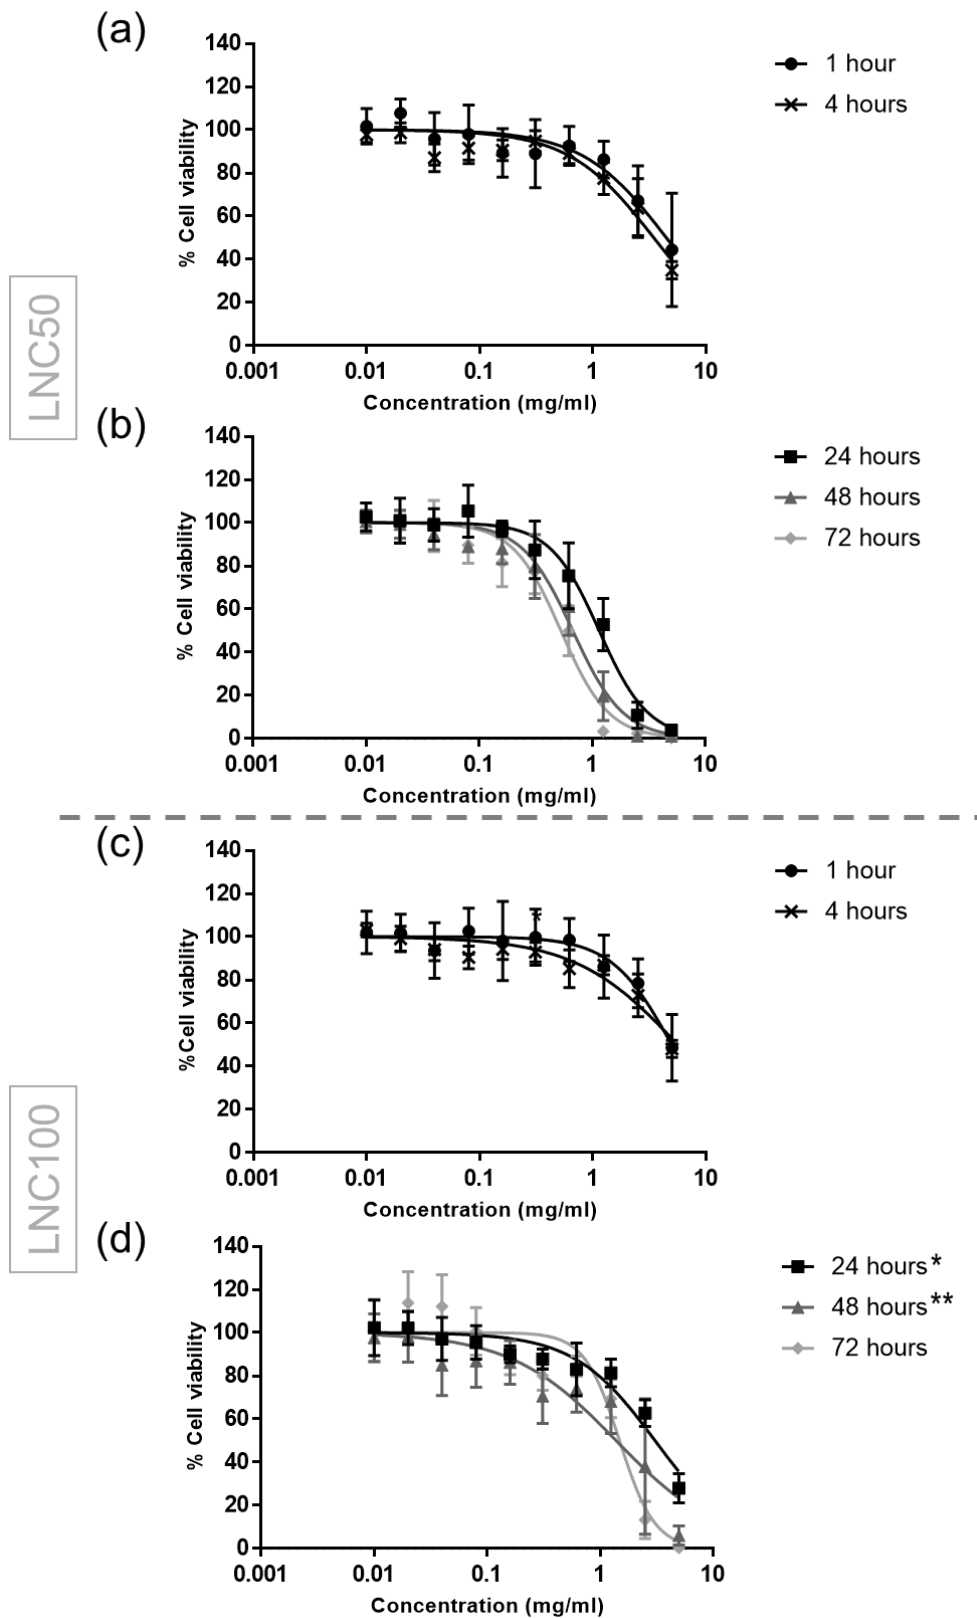 (a)
140
120
100
80
60
40
20
0
% Cell viability
0.001 0.01 0.1 1 10
Concentration (mg/ml)
1 hour
4 hours
LNC50
(b)
140
120
100
80
60
40
20
0
% Cell viability
0.001 0.01 0.1 1 10
Concentration (mg/ml)
24 hours
48 hours
72 hours
(c)
140
120
100
80
60
40
20
0
%Cell viability
0.001 0.01 0.1 1 10
Concentration (mg/ml)
1 hour
4 hours
LNC100
(d)
140
120
100
80
60
40
20
0
% Cell viability
0.001 0.01 0.1 1 10
Concentration (mg/ml)
24 hours*
48 hours**
72 hours